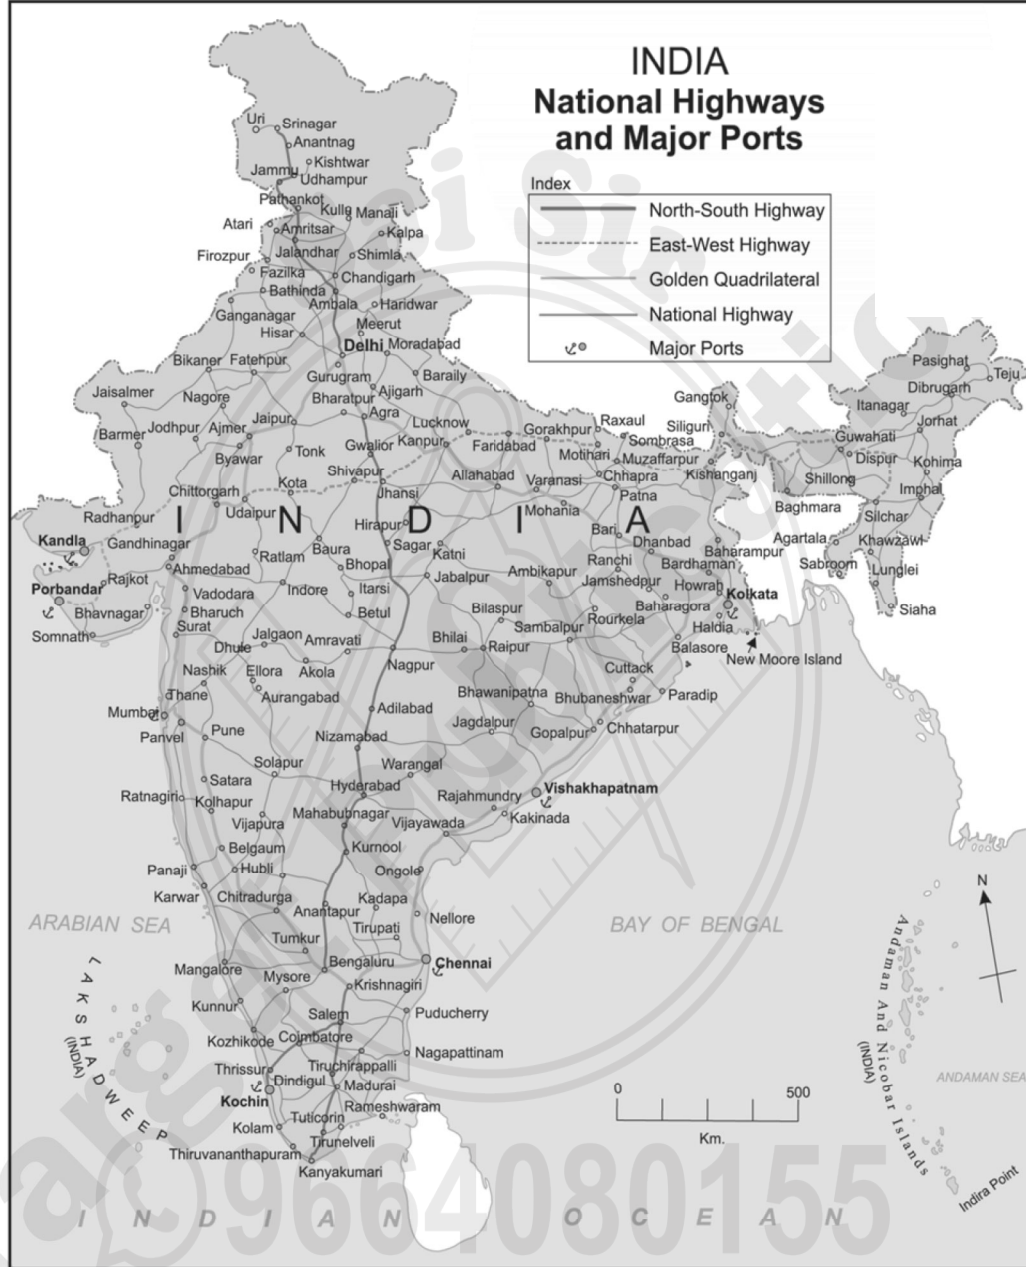 INDIA
National Highways
and Major Ports
Index
North-South Highway
East-West Highway
Golden Quadrilateral
National Highway
Major Ports
Uri
Srinagar
Anantnag
Kishtwar
Jammu
Udhampur
Pathankot
Kullo
Manali
Atari
Amritsar
Kalpa
Jalandhar
Shimla
Firozpur
Fazilka
Chandigarh
Bathinda
Ambala
Haridwar
Ganganagar
Hisar
Meerut
Delhi
Moradabad
Bikaner
Fatehpur
Gurugram
Baraily
Jaisalmer
Nagore
Bharatpur
Ajigarh
Jaipur
Agra
Lucknow
Barmer
Jodhpur
Ajmer
Byawar
Tonk
Gwalior
Kanpur
Faridabad
Gorakhpur
Raxaul
Sombrasa
Motihari
Muzaffarpur
Gangtok
Siliguri
Kishanganj
Pasighat
Teju
Dibrugarh
Itanagar
Jorhat
Guwahati
Dispur
Kohima
Shillong
Imphal
Baghmara
Silchar
Agartala
Khawzawl
Sabroom
Lunglei
Siaha
Shivapur
Jhansi
Allahabad
Varanasi
Chhapra
Patna
Mohania
Chittorgarh
Kota
Udaipur
Radhanpur
I N D I A
Hirapur
Kandla
Gandhinagar
Ratlam
Baura
Sagar
Katni
Bari
Dhanbad
Baharampur
Ahmedabad
Bhopal
Jabalpur
Ambikapur
Ranchi
Bardhaman
Porbandar
Rajkot
Vadodara
Indore
Itarsi
Jamshedpur
Howrah
Kolkata
Bhavnagar
Bharuch
Betul
Bilaspur
Baharagora
Haldia
Somnath
Surat
Sambalpur
Rourkela
Balasore
New Moore Island
Dhule
Jalgaon
Amravati
Bhilai
Raipur
Nagpur
Nashik
Ellora
Akola
Cuttack
Thane
Aurangabad
Bhawanipatna
Bhubaneshwar
Paradip
Mumbai
Adilabad
Panvel
Pune
Nizamabad
Jagdalpur
Gopalpur
Chhatarpur
Solapur
Warangal
Satara
Hyderabad
Ratnagiri
Kolhapur
Rajahmundry
Vishakhapatnam
Vijapura
Mahabubnagar
Vijayawada
Kakinada
Belgaum
Kurnool
Panaji
Hubli
Ongole
Karwar
Chitradurga
Kadapa
Anantapur
Nellore
ARABIAN SEA
BAY OF BENGAL
Tumkur
Tirupati
Mangalore
Bengaluru
Chennai
Mysore
Krishnagiri
Kunnur
Salem
Puducherry
Kozhikode
Coimbatore
Nagapattinam
Thrissur
Tiruchirappalli
Dindigul
Madurai
Kochin
Rameshwaram
Tuticorin
Kolam
Tirunelveli
Thiruvananthapuram
Kanyakumari
LAKSHADWEEP
(INDIA)
N
Andaman And Nicobar Islands
(INDIA)
ANDAMAN SEA
Indira Point
0 500
Km.
INDIAN OCEAN
9664080155